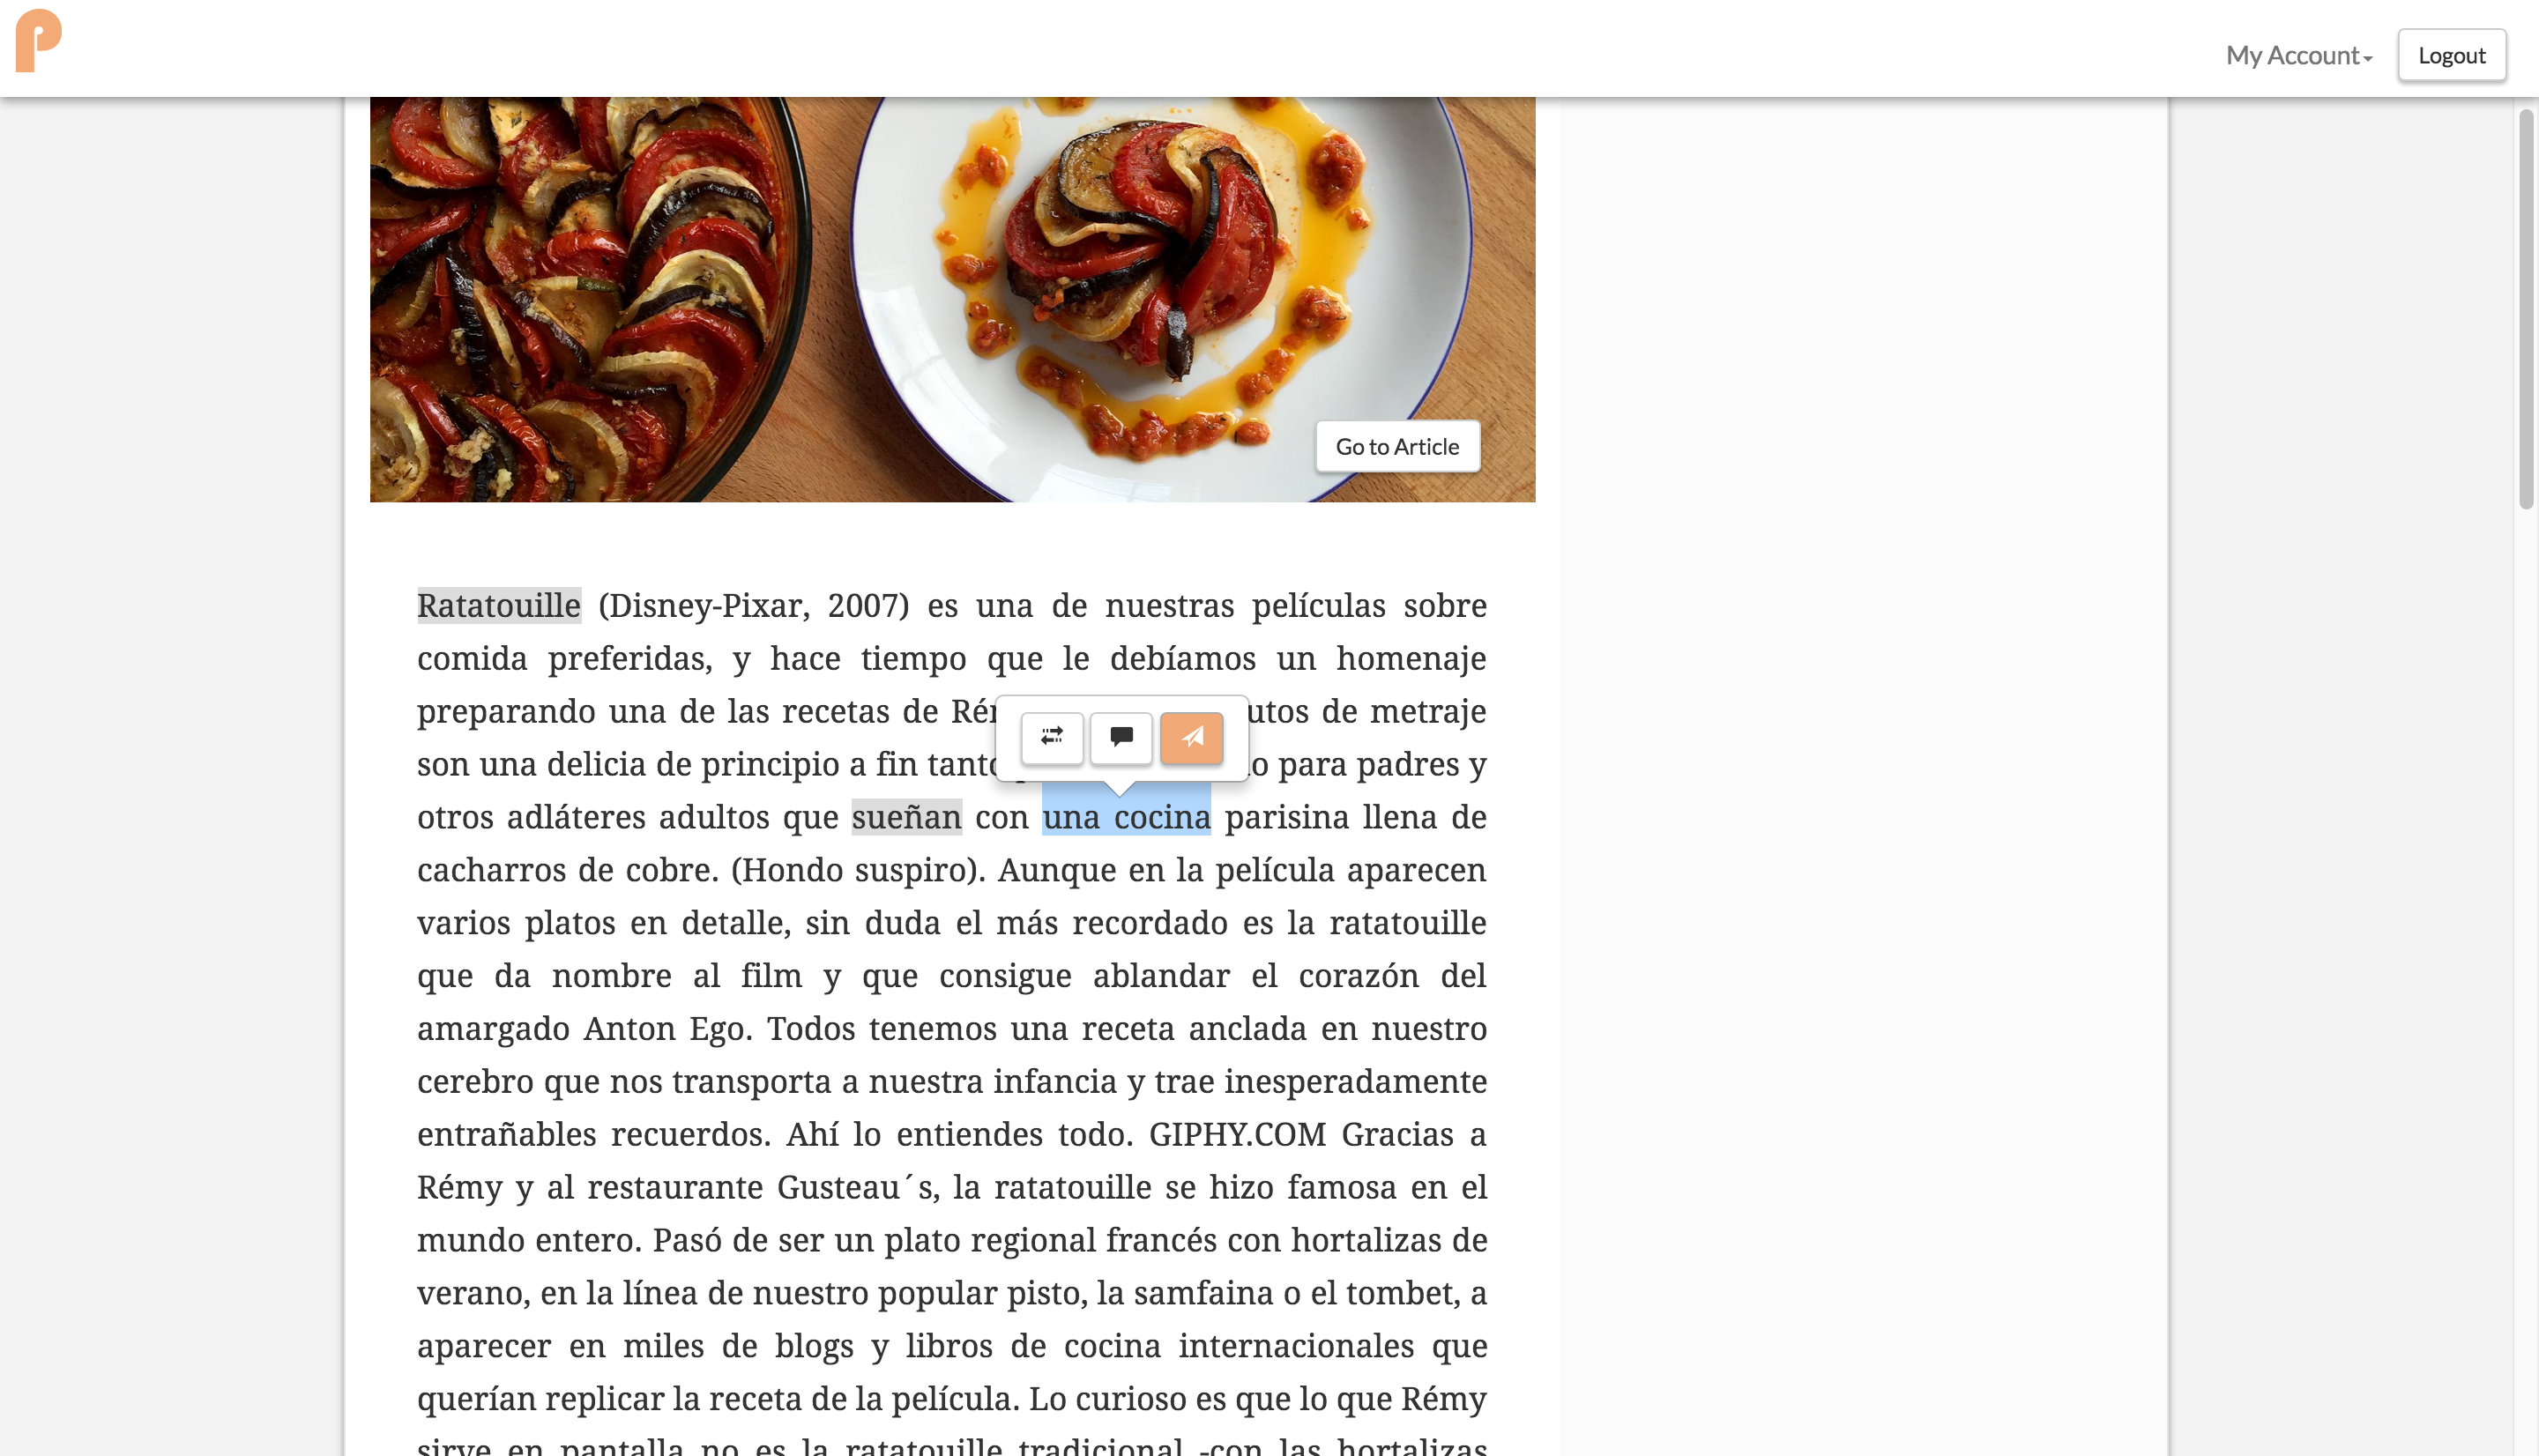 P
My Account
Logout
Go to Article
Ratatouille (Disney-Pixar, 2007) es una de nuestras películas sobre
comida preferidas, y hace tiempo que le debíamos un homenaje
preparando una de las recetas de utos de metraje
son una delicia de principio a fin para padres y
otros adláteres adultos que sueñan con una cocina parisina llena de
cacharros de cobre. (Hondo suspiro). Aunque en la película aparecen
varios platos en detalle, sin duda el más recordado es la ratatouille
que da nombre al film y que consigue ablandar el corazón del
amargado Anton Ego. Todos tenemos una receta anclada en nuestro
cerebro que nos transporta a nuestra infancia y trae inesperadamente
entrañables recuerdos. Ahí lo entiendes todo. GIPHY.COM Gracias a
Rémy y al restaurante Gusteau´s, la ratatouille se hizo famosa en el
mundo entero. Pasó de ser un plato regional francés con hortalizas de
verano, en la línea de nuestro popular pisto, la samfaina o el tombet, a
aparecer en miles de blogs y libros de cocina internacionales que
querían replicar la receta de la película. Lo curioso es que lo que Rémy
sirve en pantalla no es la ratatouille tradicional -con las hortalizas